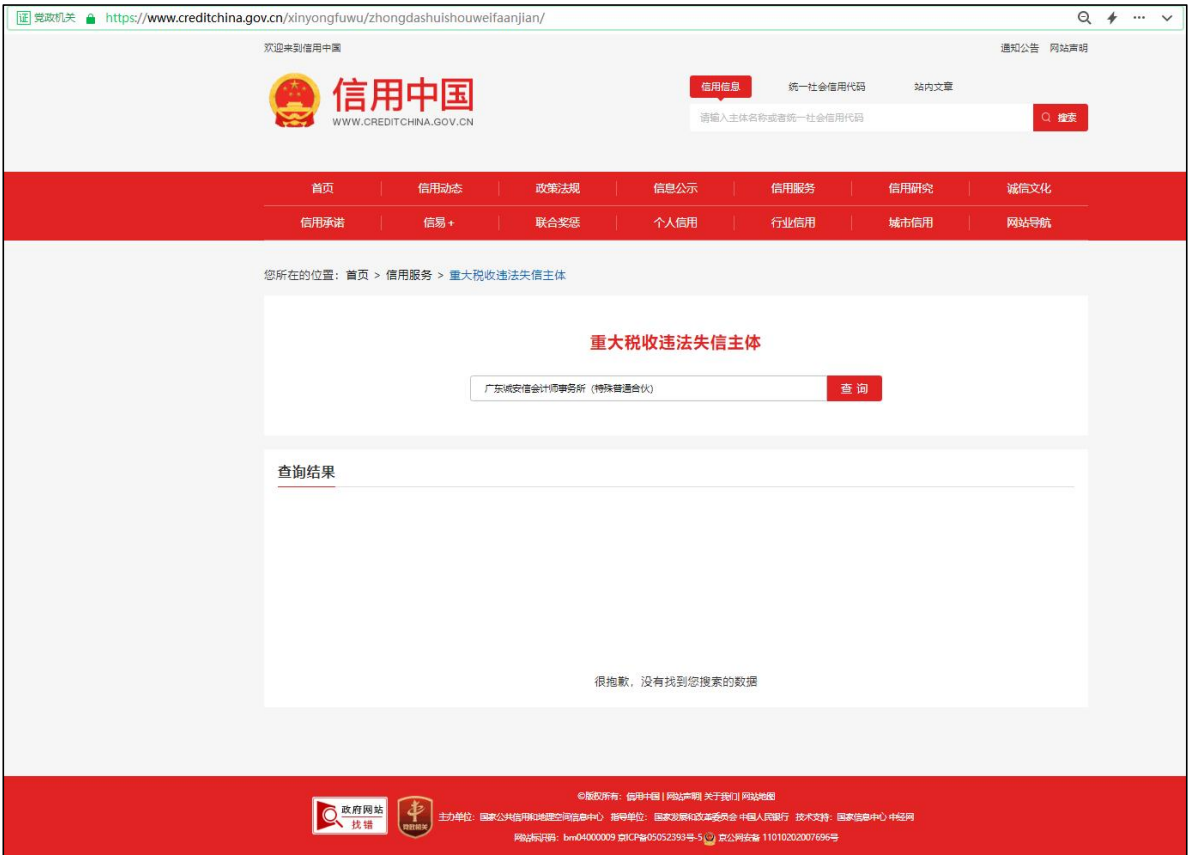 证 党政机关 https://www.creditchina.gov.cn/xinyongfuwu/zhongdashuishouweifaanjian/
欢迎来到信用中国 通知公告 网站声明
信用信息 统一社会信用代码 站内文章
信用中国
WWW.CREDITCHINA.GOV.CN
请输入主体名称或者统一社会信用代码 搜索
首页 信用动态 政策法规 信息公示 信用服务 信用研究 诚信文化
信用承诺 信易+ 联合奖惩 个人信用 行业信用 城市信用 网站导航
您所在的位置：首页 > 信用服务 > 重大税收违法失信主体
重大税收违法失信主体
广东诚安信会计师事务所（特殊普通合伙） 查询
查询结果
很抱歉，没有找到您搜索的数据
©版权所有：信用中国 | 网站声明 | 关于我们 | 网站地图
政府网站
找错
党政机关
主办单位：国家公共信用和地理空间信息中心 指导单位：国家发展和改革委员会 中国人民银行 技术支持：国家信息中心 中经网
网站标识码：bm04000009 京ICP备05052393号-5 京公网安备 11010202007696号